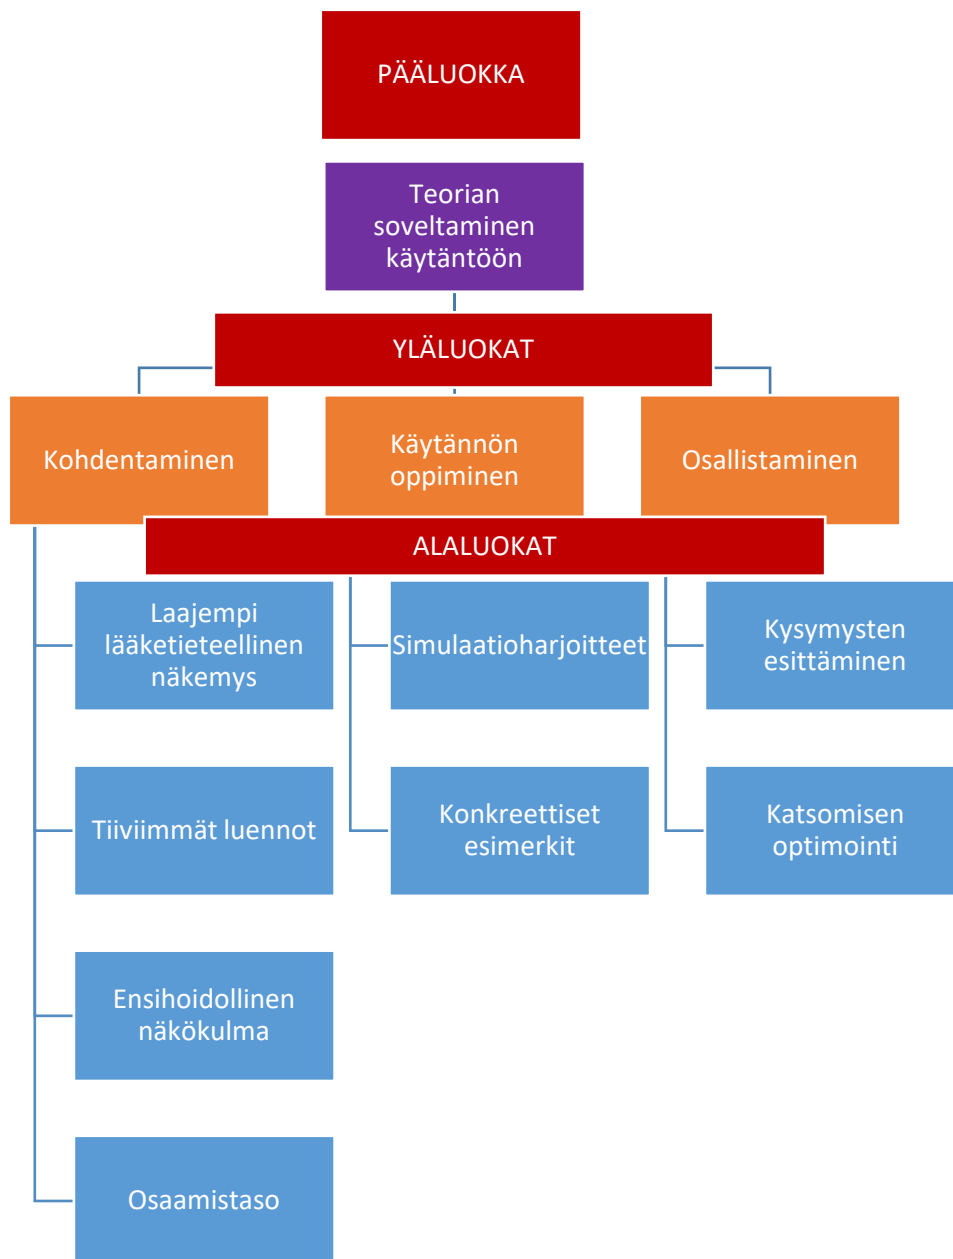 PÄÄLUOKKA
Teorian
soveltaminen
käytäntöön
YLÄLUOKAT
Kohdentaminen
Käytännön
oppiminen
Osallistaminen
ALALUOKAT
Laajempi
lääketieteellinen
näkemys
Simulaatioharjoitteet
Kysymysten
esittäminen
Tiiviimmät luennot
Konkreettiset
esimerkit
Katsomisen
optimointi
Ensihoidollinen
näkökulma
Osaamistaso